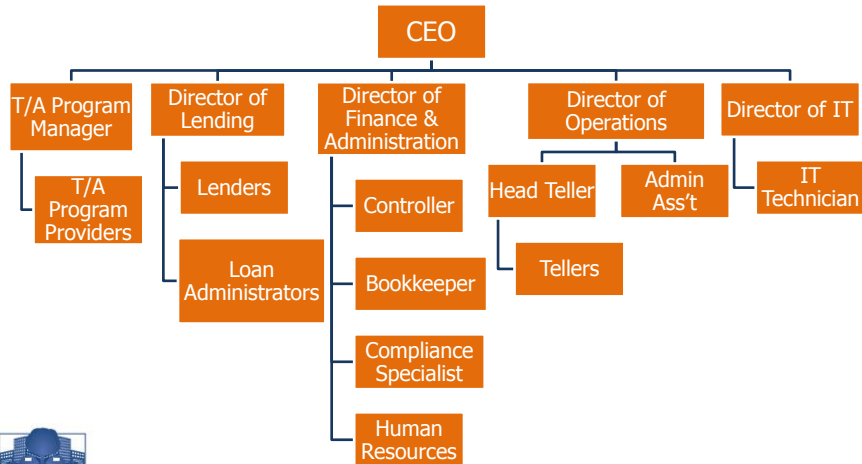 CEO
T/A Program
Manager
Director of
Lending
Director of
Finance &
Administration
Director of
Operations
Director of IT
T/A
Program
Providers
Lenders
Loan
Administrators
Controller
Bookkeeper
Compliance
Specialist
Human
Resources
Head Teller
Admin
Ass't
Tellers
IT
Technician